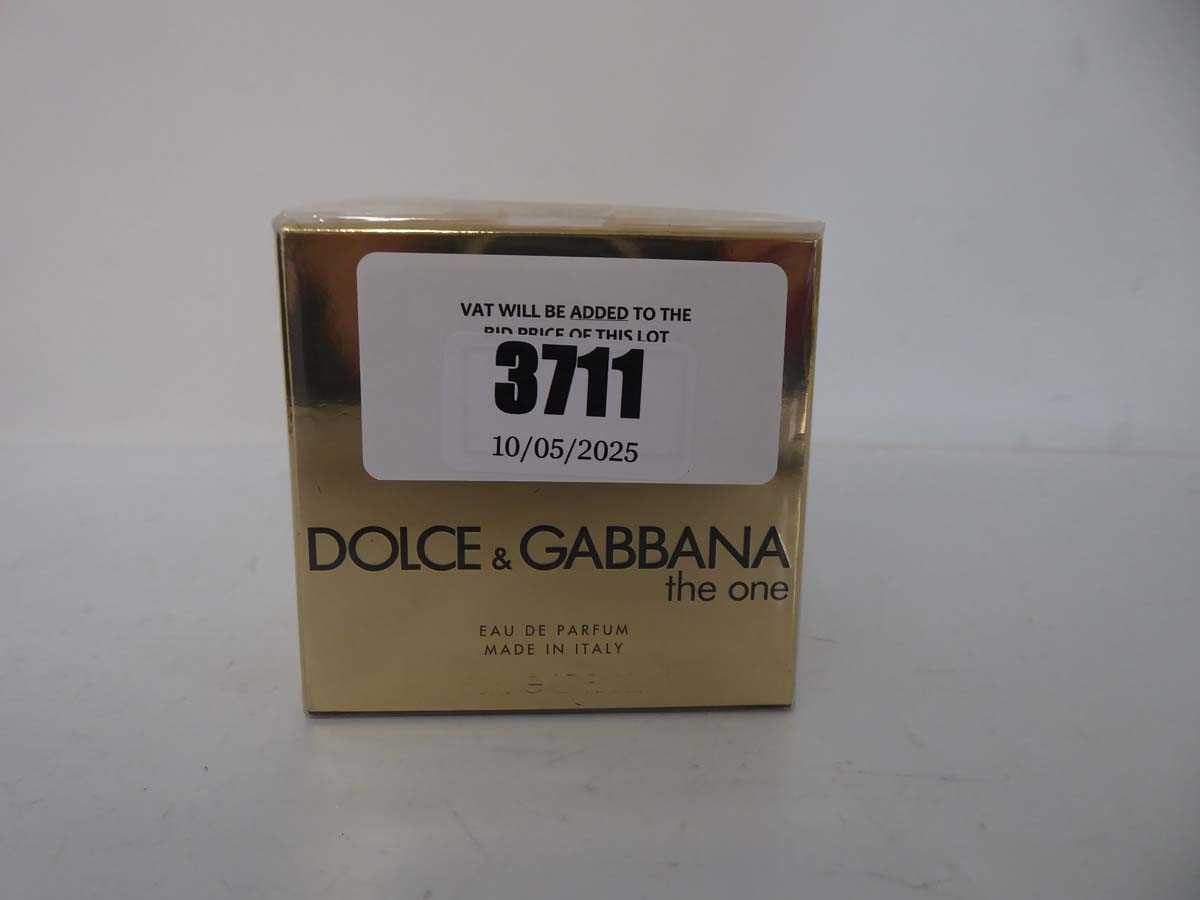 VAT WILL BE ADDED TO THE
BID PRICE OF THIS LOT
3711
10/05/2025
DOLCE & GABBANA
the one
EAU DE PARFUM
MADE IN ITALY